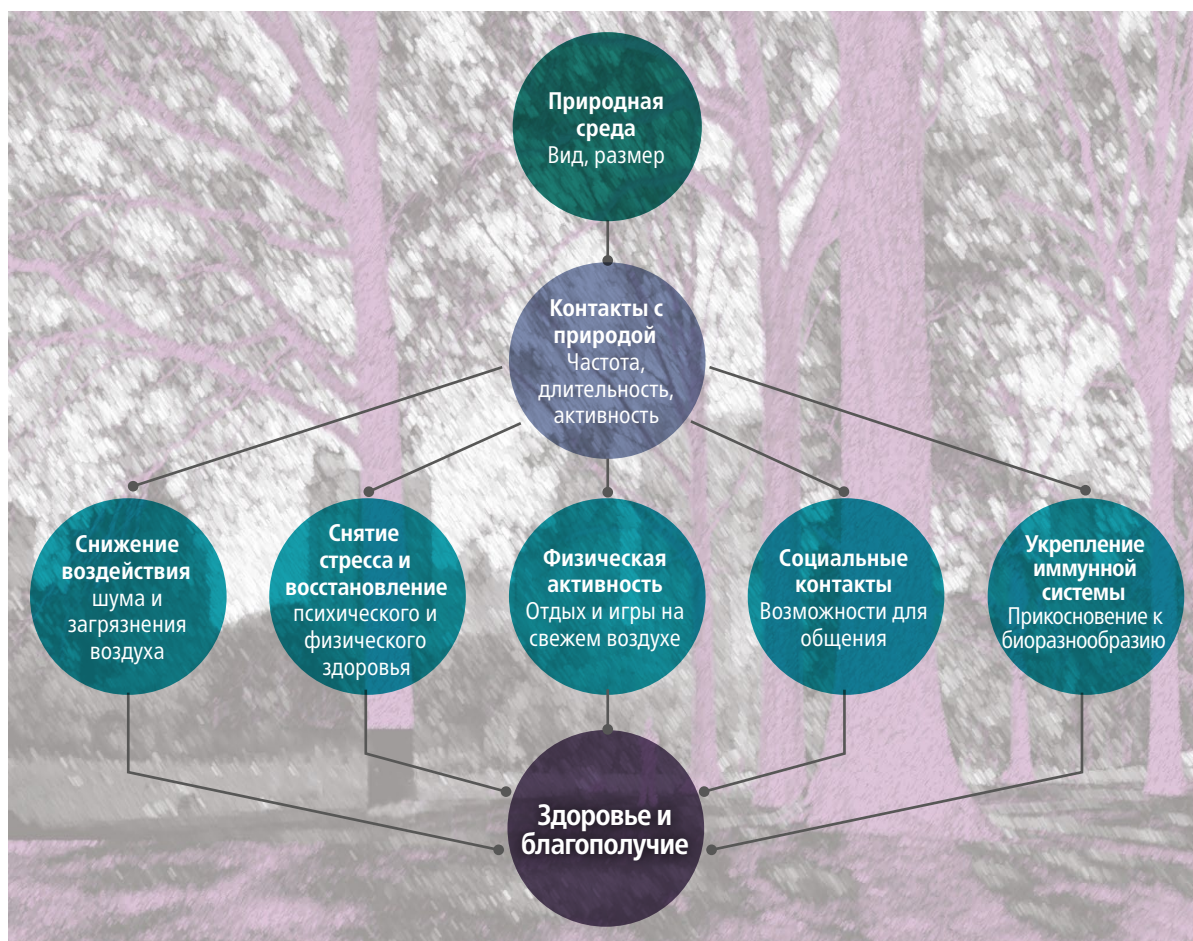 Природная
среда
Вид, размер
Контакты с
природой
Частота,
длительность,
активность
Снижение
воздействия
шума и
загрязнения
воздуха
Снятие
стресса и
восстановление
психического и
физического
здоровья
Физическая
активность
Отдых и игры на
свежем воздухе
Социальные
контакты
Возможности для
общения
Укрепление
иммунной
системы
Прикосновение к
биоразнообразию
Здоровье и
благополучие